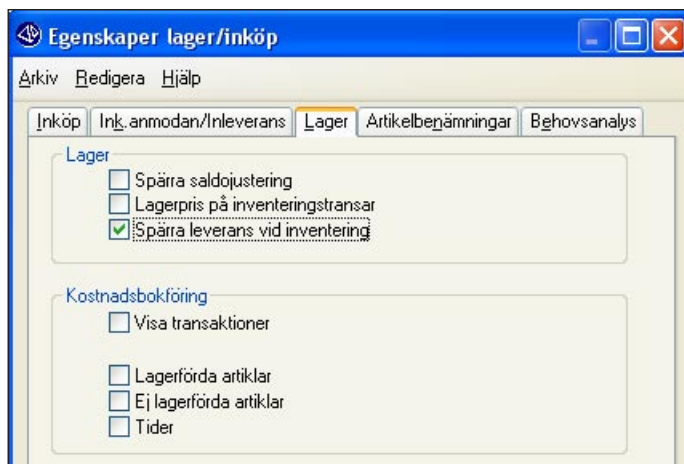 Egenskaper lager/inköp
Arkiv Redigera Hjälp
Inköp Ink.anmodan/Inleverans Lager Artikelbenämningar Behovsanalys
Lager
Spärra saldojustering
Lagerpris på inventeringstransar
Spärra leverans vid inventering
Kostnadsbokföring
Visa transaktioner
Lagerförda artiklar
Ej lagerförda artiklar
Tider